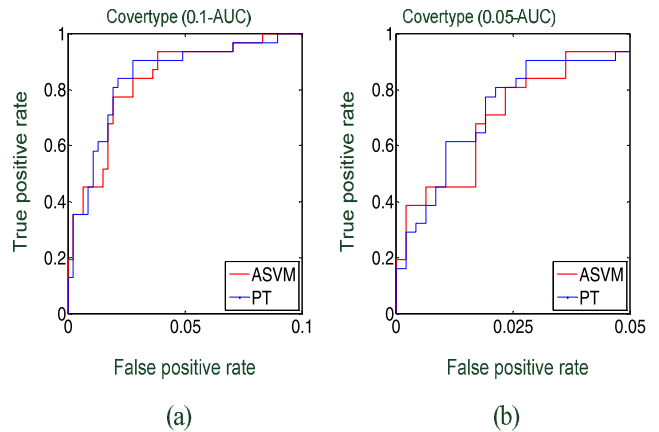 Covertype (0.1-AUC)
True positive rate
1
0.8
0.6
0.4
0.2
0
0
0.05
0.1
ASVM
PT
False positive rate
(a)
Covertype (0.05-AUC)
True positive rate
1
0.8
0.6
0.4
0.2
0
0
0.025
0.05
ASVM
PT
False positive rate
(b)